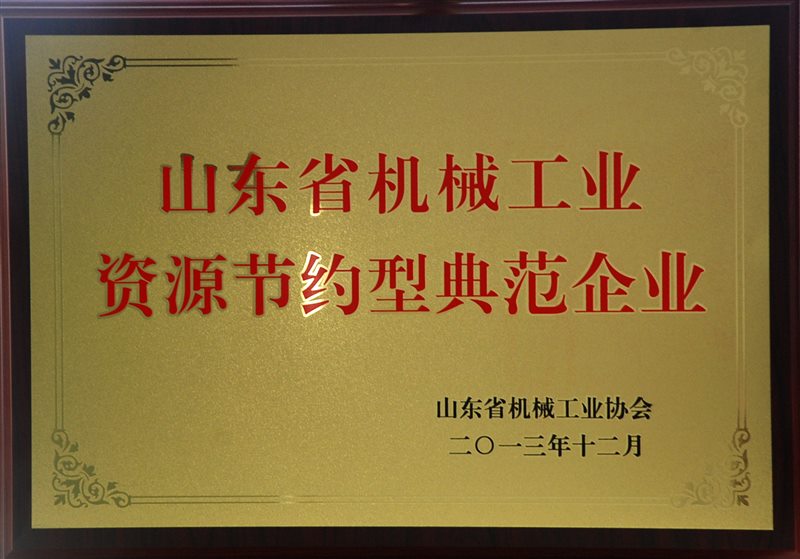 山东省机械工业
资源节约型典范企业
山东省机械工业协会
二〇一三年十二月